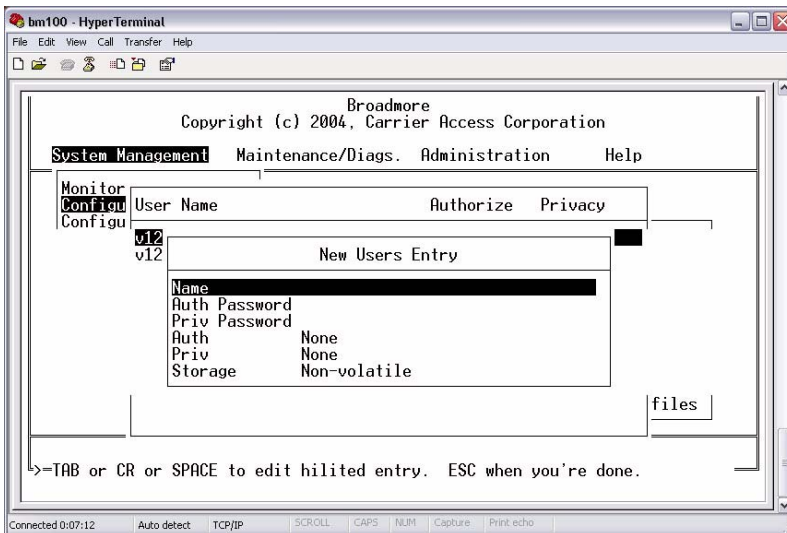 bm100 - HyperTerminal
File Edit View Call Transfer Help
Broadmore
Copyright (c) 2004, Carrier Access Corporation
System Management Maintenance/Diags. Administration Help
Monitor
Configu User Name Authorize Privacy
Configu
v12
v12 New Users Entry
Name
Auth Password
Priv Password
Auth None
Priv None
Storage Non-volatile
files
>=TAB or CR or SPACE to edit hilited entry. ESC when you're done.
Connected 0:07:12 Auto detect TCP/IP SCROLL CAPS NUM Capture Print echo